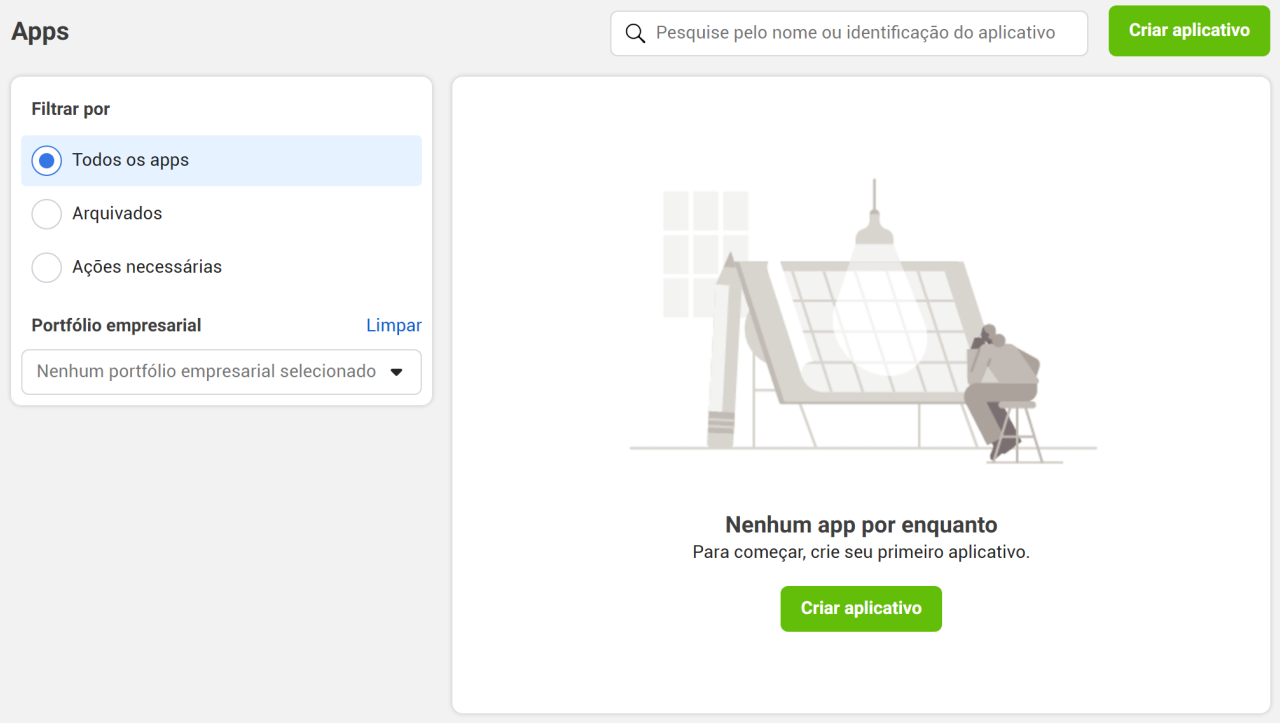 Apps
Pesquise pelo nome ou identificação do aplicativo
Criar aplicativo
Filtrar por
Todos os apps
Arquivados
Ações necessárias
Portfólio empresarial
Limpar
Nenhum portfólio empresarial selecionado
Nenhum app por enquanto
Para começar, crie seu primeiro aplicativo.
Criar aplicativo